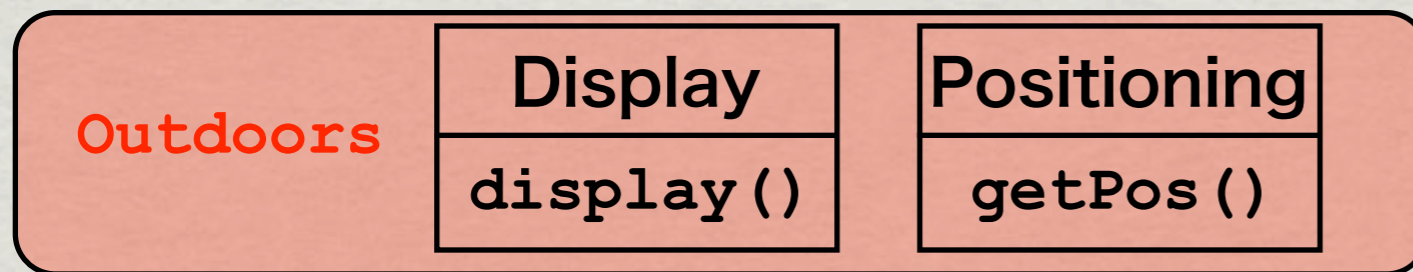 Outdoors
Display
display()
Positioning
getPos()